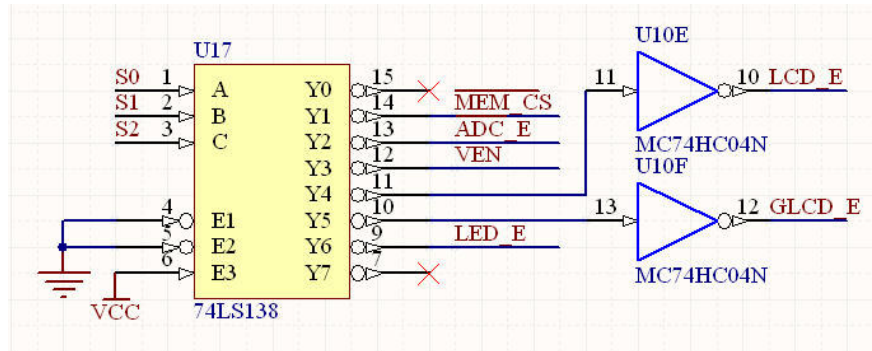 U17
S0 1 A Y0 15
S1 2 B Y1 14 MEM_CS
S2 3 C Y2 13 ADC_E
Y3 12 VEN
Y4 11
4 E1 Y5 10
5 E2 Y6 9 LED_E
6 E3 Y7 7
VCC
74LS138
U10E
11 10 LCD_E
MC74HC04N
U10F
13 12 GLCD_E
MC74HC04N